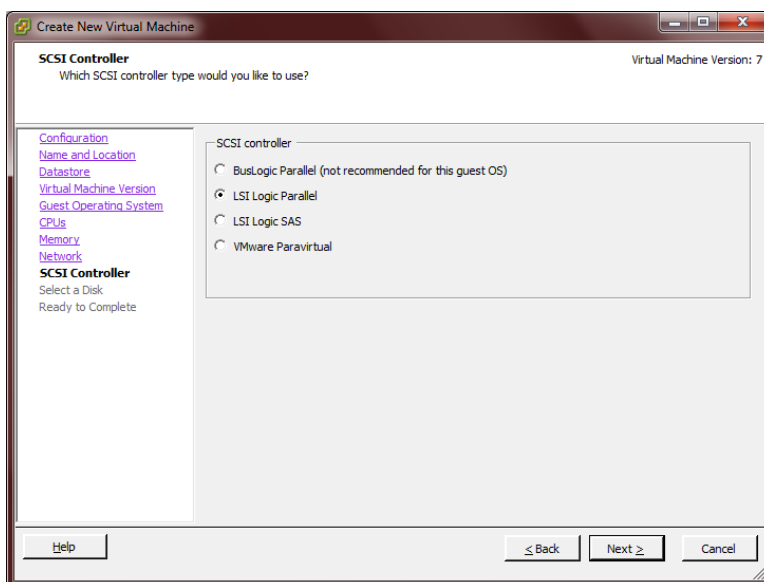 Create New Virtual Machine
SCSI Controller
Which SCSI controller type would you like to use?
Virtual Machine Version: 7
Configuration
Name and Location
Datastore
Virtual Machine Version
Guest Operating System
CPUs
Memory
Network
SCSI Controller
Select a Disk
Ready to Complete
SCSI controller
BusLogic Parallel (not recommended for this guest OS)
LSI Logic Parallel
LSI Logic SAS
VMware Paravirtual
Help
< Back
Next >
Cancel